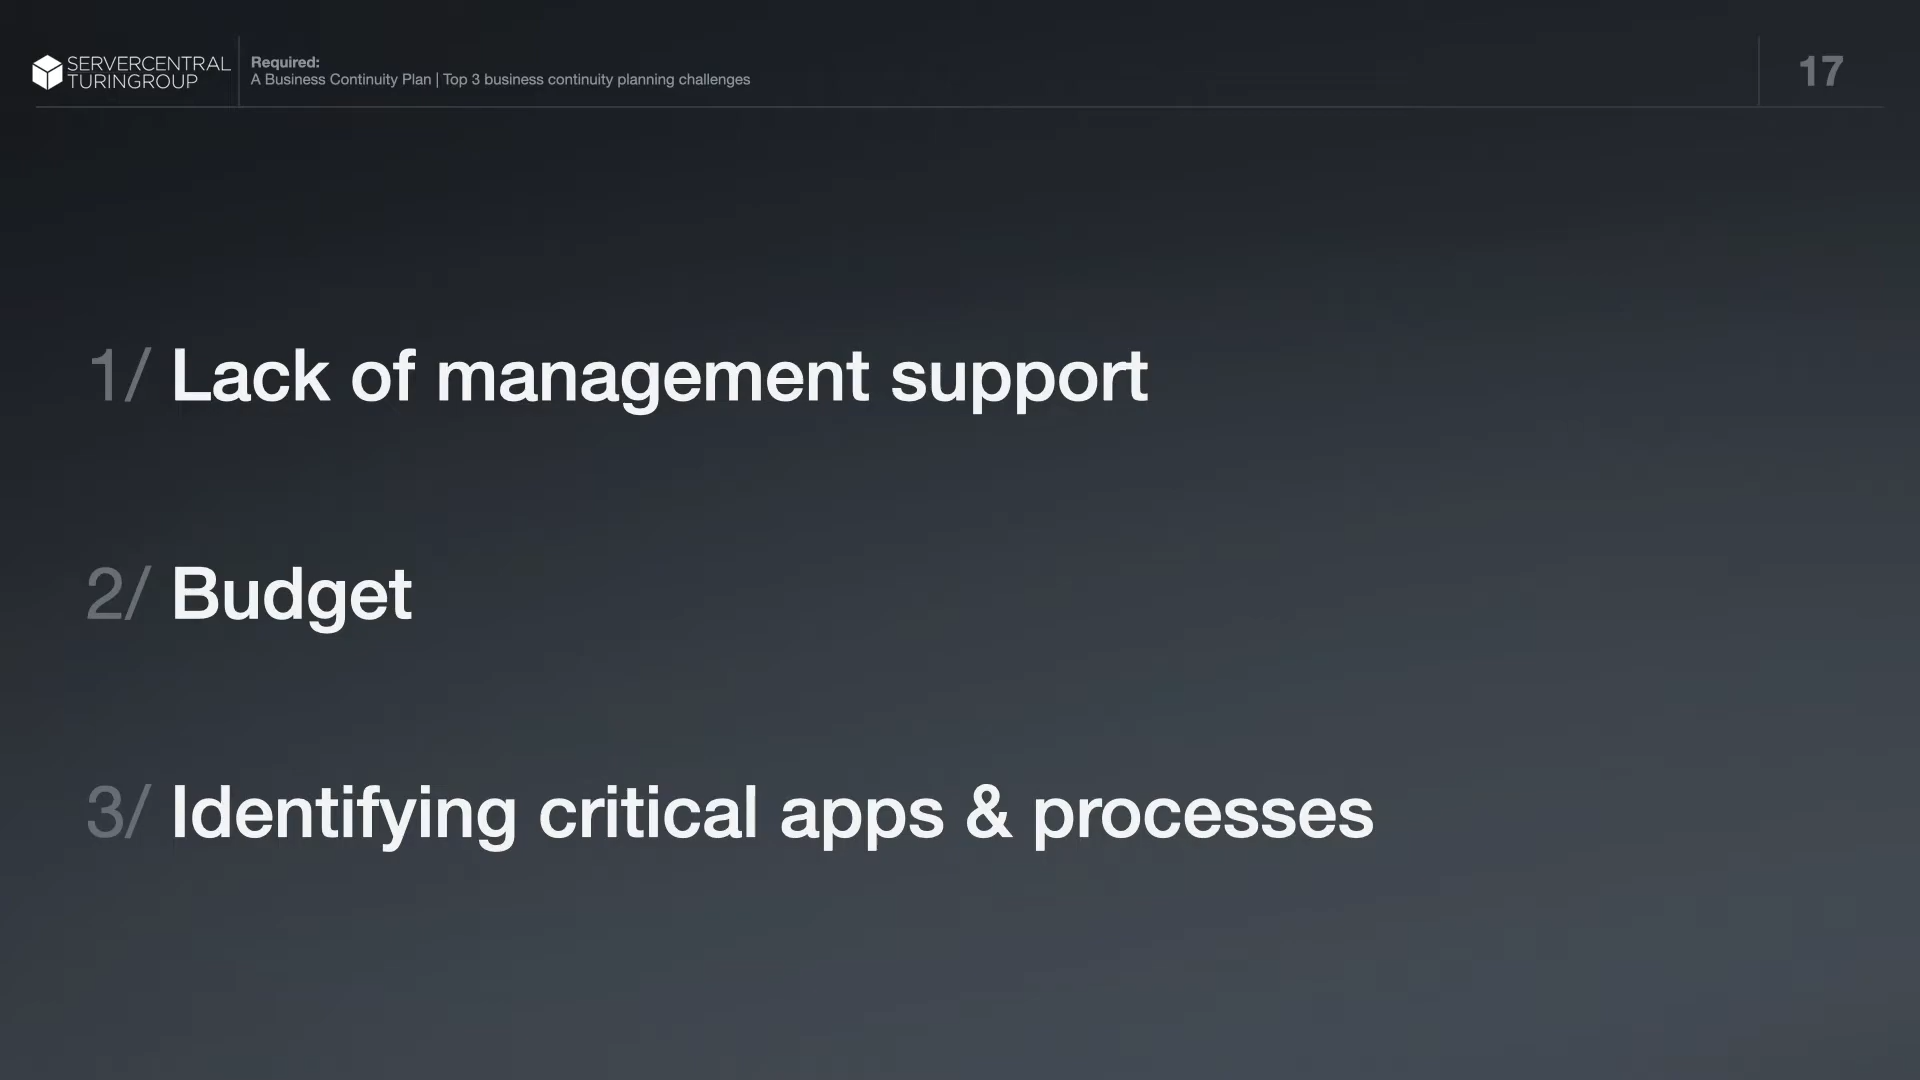 SERVERCENTRAL
TURINGROUP
Required:
A Business Continuity Plan | Top 3 business continuity planning challenges
17
1/ Lack of management support
2/ Budget
3/ Identifying critical apps & processes